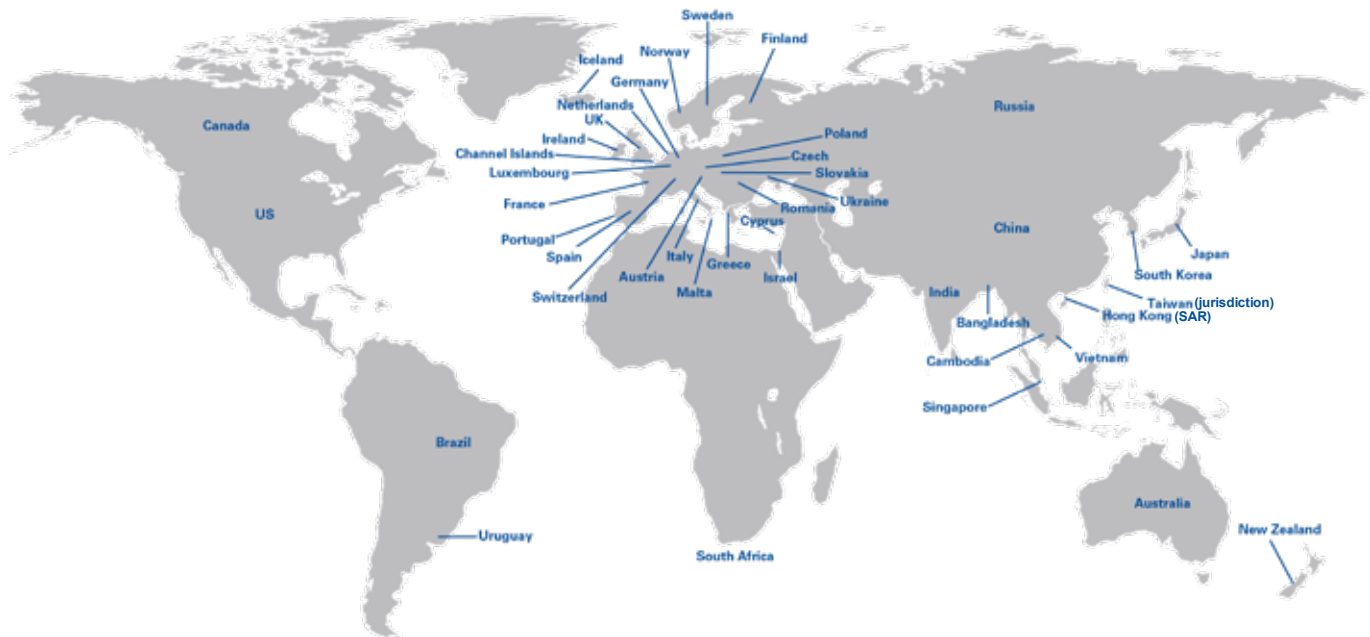 Sweden
Finland
Norway
Iceland
Germany
Netherlands
UK
Ireland
Channel Islands
Luxembourg
France
Portugal
Spain
Switzerland
Austria
Italy
Malta
Greece
Cyprus
Israel
Poland
Czech
Slovakia
Ukraine
Romania
Russia
Canada
US
China
Japan
South Korea
Taiwan (jurisdiction)
Hong Kong (SAR)
India
Bangladesh
Cambodia
Vietnam
Singapore
Brazil
Uruguay
South Africa
Australia
New Zealand